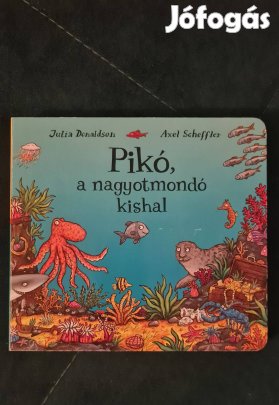 Jófogás
Julia Donaldson Axel Scheffler
Pikó,
a nagyotmondó
kishal